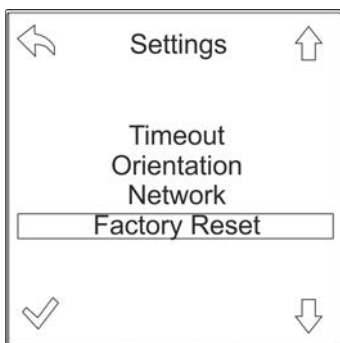 Settings
Timeout
Orientation
Network
Factory Reset